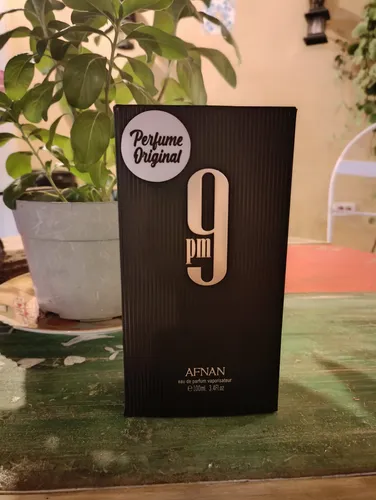 Perfume
Original
9
pm
AFNAN
eau de parfum vaporisateur
℮ 100ml 3.4Fl.oz